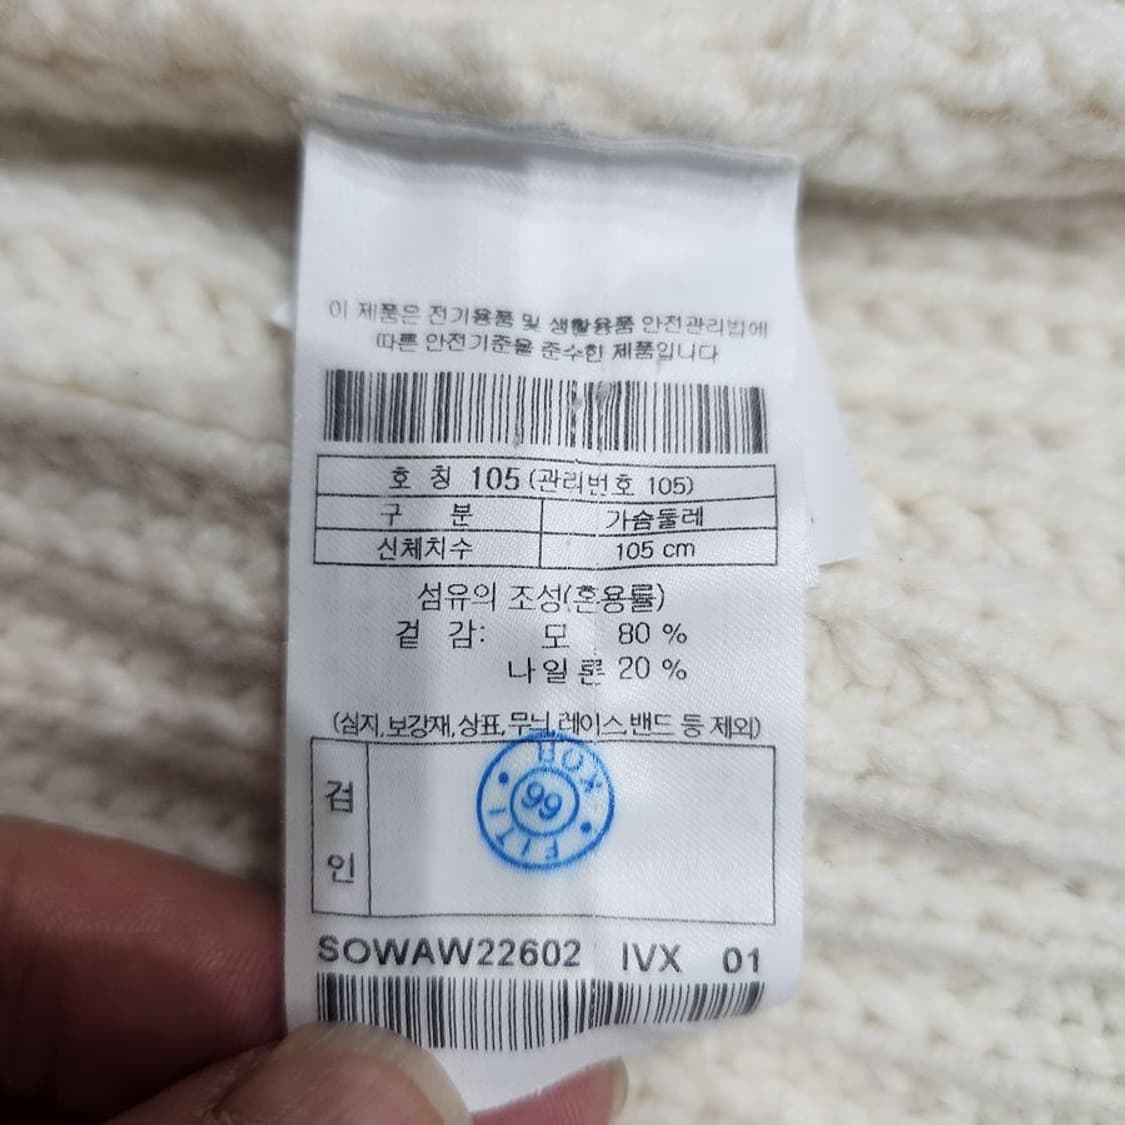 이 제품은 전기용품 및 생활용품 안전관리법에
따른 안전기준을 준수한 제품입니다
호 칭 105 (관리번호 105)
구 분 가슴둘레
신체치수 105 cm
섬유의 조성(혼용률)
겉 감: 모 80 %
나일론 20 %
(심지,보강재,상표,무늬,레이스,밴드 등 제외)
검
인
99
FITI
SOWAW22602 IVX 01